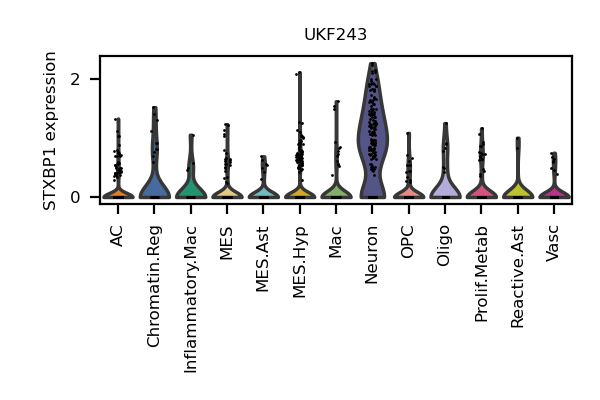 UKF243
STXBP1 expression
2
0
AC
Chromatin.Reg
Inflammatory.Mac
MES
MES.Ast
MES.Hyp
Mac
Neuron
OPC
Oligo
Prolif.Metab
Reactive.Ast
Vasc